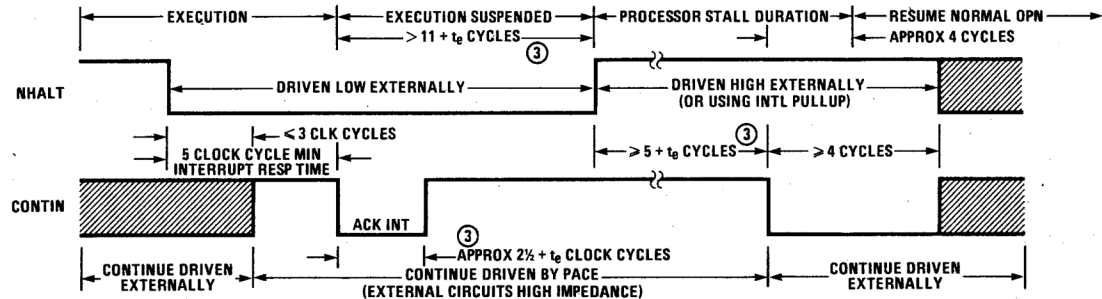 EXECUTION
EXECUTION SUSPENDED
PROCESSOR STALL DURATION
RESUME NORMAL OPN
> 11 + te CYCLES
③
APPROX 4 CYCLES
NHALT
DRIVEN LOW EXTERNALLY
DRIVEN HIGH EXTERNALLY
(OR USING INTL PULLUP)
≤ 3 CLK CYCLES
5 CLOCK CYCLE MIN
INTERRUPT RESP TIME
③
≥ 5 + te CYCLES
≥ 4 CYCLES
CONTIN
ACK INT
③
APPROX 2½ + te CLOCK CYCLES
CONTINUE DRIVEN
EXTERNALLY
CONTINUE DRIVEN BY PACE
(EXTERNAL CIRCUITS HIGH IMPEDANCE)
CONTINUE DRIVEN
EXTERNALLY